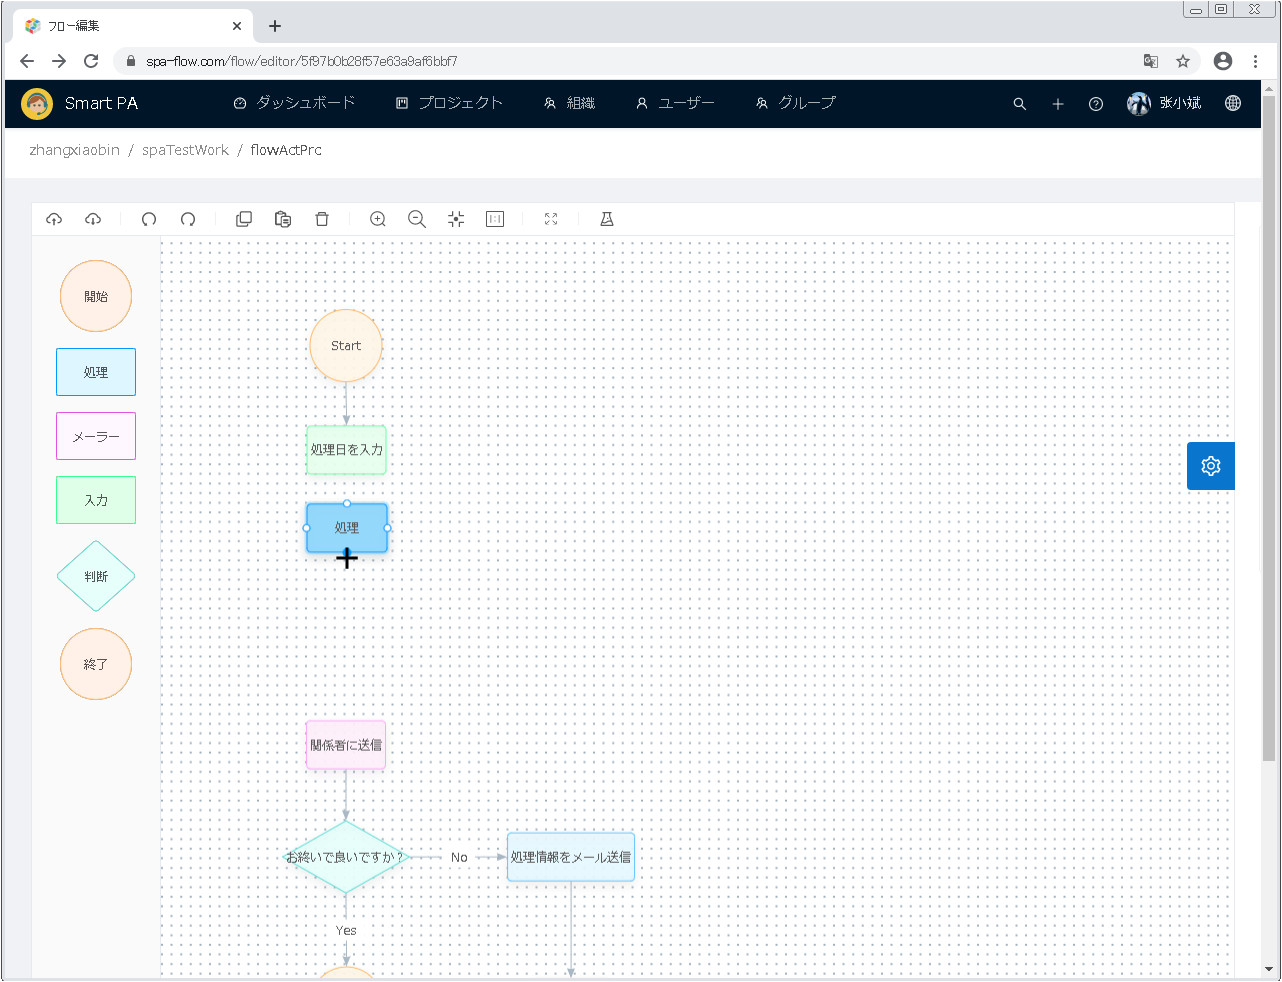 フロー編集
spa-flow.com/flow/editor/5f97b0b28f57e63a9af6bbf7
Smart PA
ダッシュボード
プロジェクト
組織
ユーザー
グループ
张小斌
zhangxiaobin / spaTestWork / flowActPrc
開始
処理
メーラー
入力
判断
終了
Start
処理日を入力
処理
関係者に送信
お終いで良いですか？
No
処理情報をメール送信
Yes